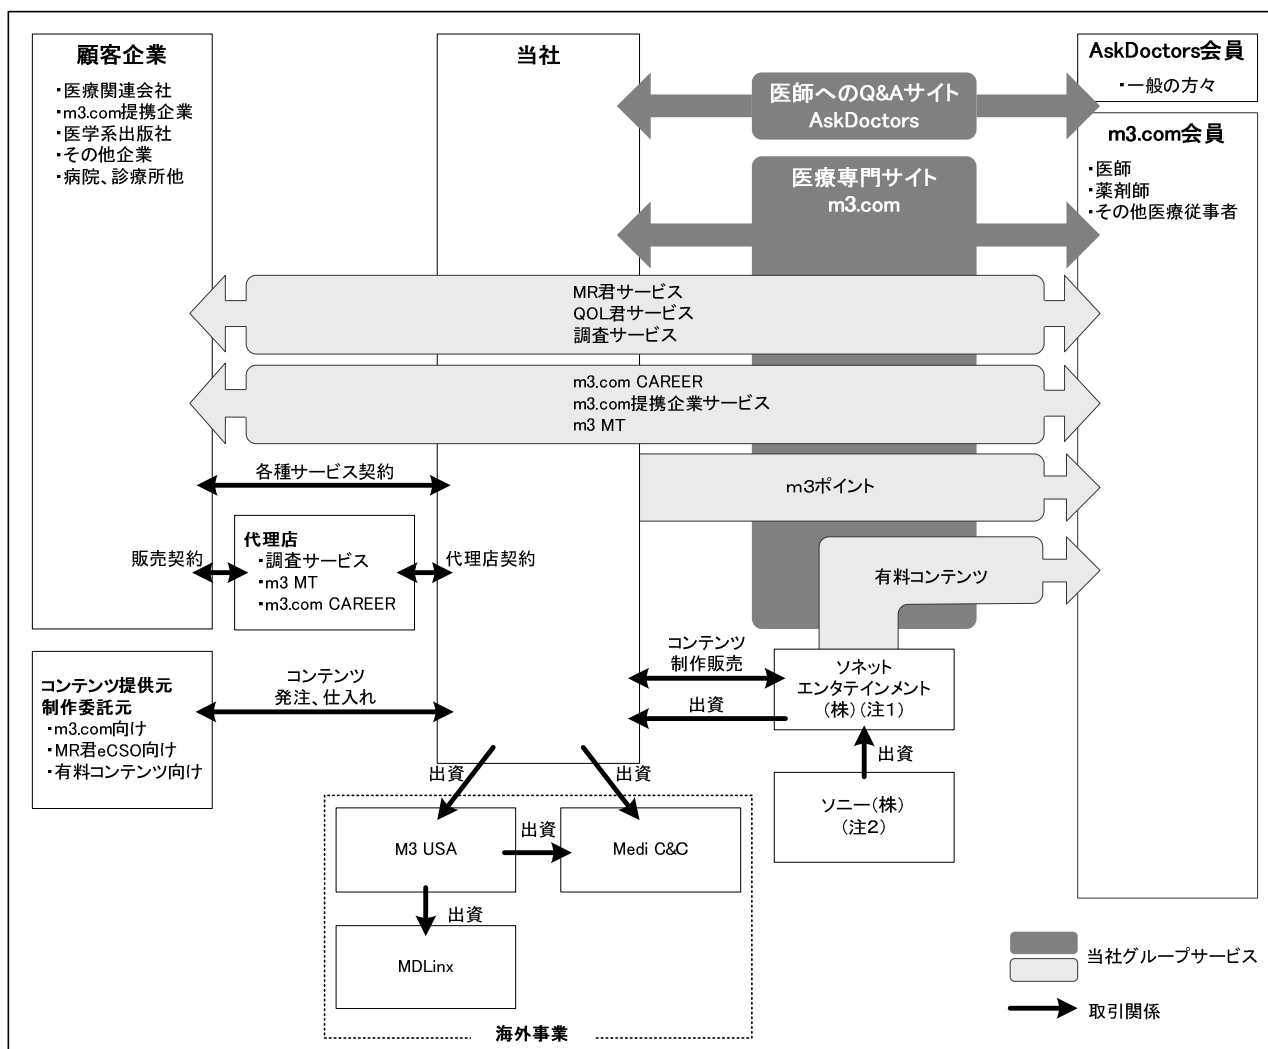 顧客企業
・医療関連会社
・m3.com提携企業
・医学系出版社
・その他企業
・病院、診療所他
当社
医師へのQ&Aサイト
AskDoctors
AskDoctors会員
・一般の方々
医療専門サイト
m3.com
m3.com会員
・医師
・薬剤師
・その他医療従事者
MR君サービス
QOL君サービス
調査サービス
m3.com CAREER
m3.com提携企業サービス
m3 MT
各種サービス契約
m3ポイント
販売契約
代理店
・調査サービス
・m3 MT
・m3.com CAREER
代理店契約
有料コンテンツ
コンテンツ提供元
制作委託元
・m3.com向け
・MR君eCSO向け
・有料コンテンツ向け
コンテンツ
発注、仕入れ
コンテンツ
制作販売
出資
ソネット
エンタテインメント
(株)(注1)
出資
ソニー(株)
(注2)
出資
出資
M3 USA
出資
Medi C&C
出資
MDLinx
海外事業
当社グループサービス
取引関係